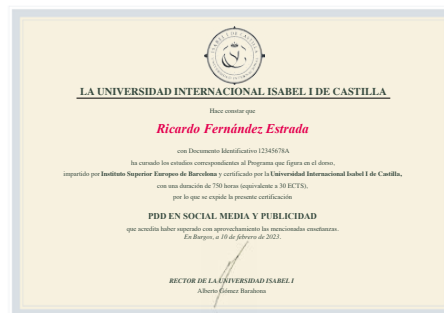 LA UNIVERSIDAD INTERNACIONAL ISABEL I DE CASTILLA
Hace constar que
Ricardo Fernández Estrada
con Documento Identificativo 12345678A
ha cursado los estudios correspondientes al Programa que figura en el dorso,
impartido por Instituto Superior Europeo de Barcelona y certificado por la Universidad Internacional Isabel I de Castilla,
con una duración de 750 horas (equivalente a 30 ECTS),
por lo que se expide la presente certificación
PDD EN SOCIAL MEDIA Y PUBLICIDAD
que acredita haber superado con aprovechamiento las mencionadas enseñanzas.
En Burgos, a 10 de febrero de 2023.
RECTOR DE LA UNIVERSIDAD ISABEL I
Alberto Gómez Barahona